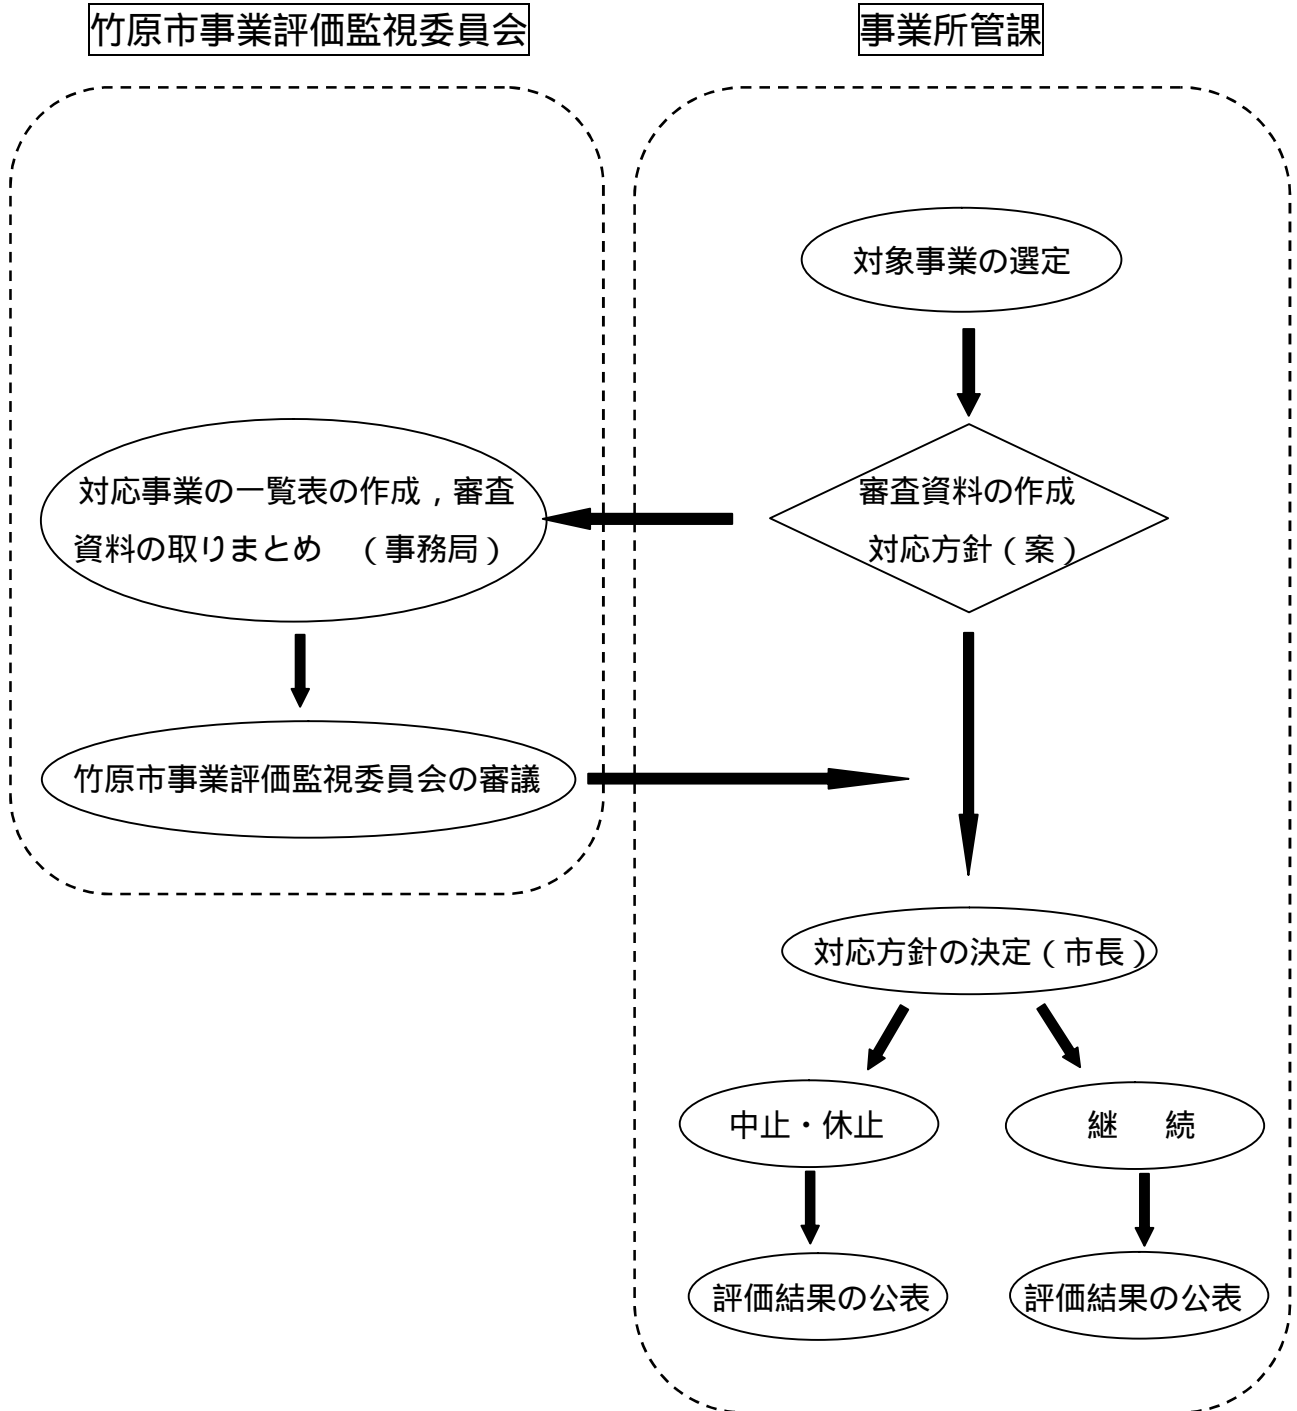 竹原市事業評価監視委員会
事業所管課
対象事業の選定
審査資料の作成
対応方針(案)
対応事業の一覧表の作成,審査
資料の取りまとめ (事務局)
竹原市事業評価監視委員会の審議
対応方針の決定(市長)
中止・休止
継 続
評価結果の公表
評価結果の公表